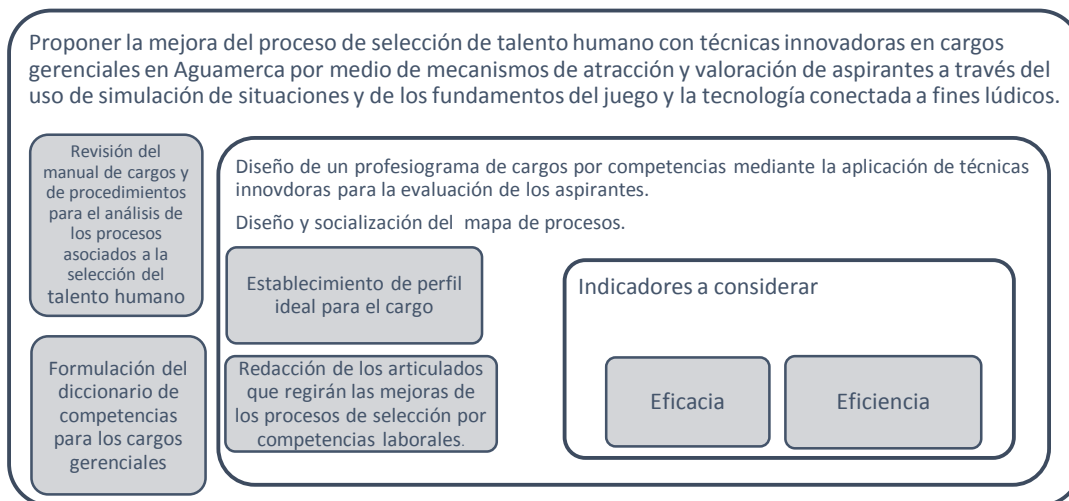 Proponer la mejora del proceso de selección de talento humano con técnicas innovadoras en cargos
gerenciales en Aguamerca por medio de mecanismos de atracción y valoración de aspirantes a través del
uso de simulación de situaciones y de los fundamentos del juego y la tecnología conectada a fines lúdicos.
Revisión del
manual de cargos y
de procedimientos
para el análisis de
los procesos
asociados a la
selección del
talento humano
Formulación del
diccionario de
competencias
para los cargos
gerenciales
Diseño de un profesiograma de cargos por competencias mediante la aplicación de técnicas
innovdoras para la evaluación de los aspirantes.
Diseño y socialización del mapa de procesos.
Establecimiento de perfil
ideal para el cargo
Redacción de los articulados
que regirán las mejoras de
los procesos de selección por
competencias laborales.
Indicadores a considerar
Eficacia
Eficiencia